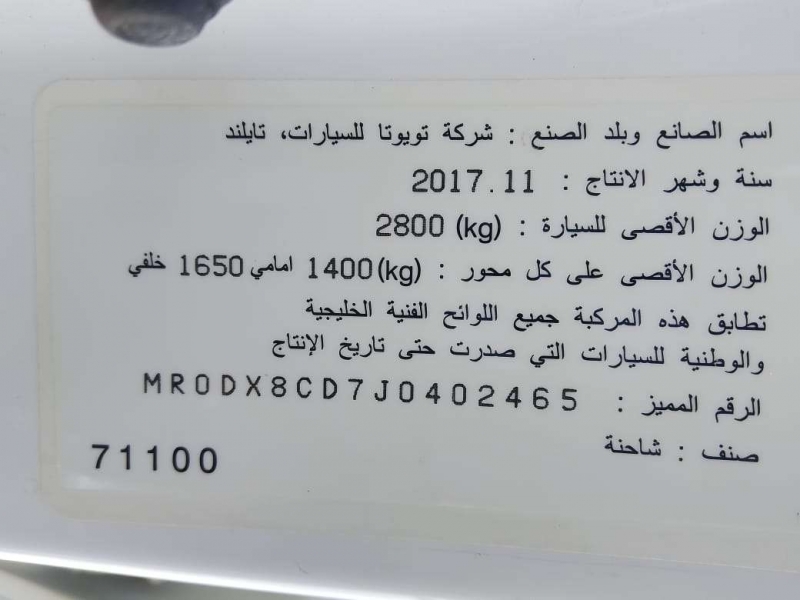 اسم الصانع وبلد الصنع : شركة تويوتا للسيارات، تايلند
سنة وشهر الانتاج : 2017.11
الوزن الأقصى للسيارة : (kg) 2800
الوزن الأقصى على كل محور : (kg) 1400 امامي 1650 خلفي
تطابق هذه المركبة جميع اللوائح الفنية الخليجية
والوطنية للسيارات التي صدرت حتى تاريخ الإنتاج
الرقم المميز : MR0DX8CD7J0402465
صنف : شاحنة
71100